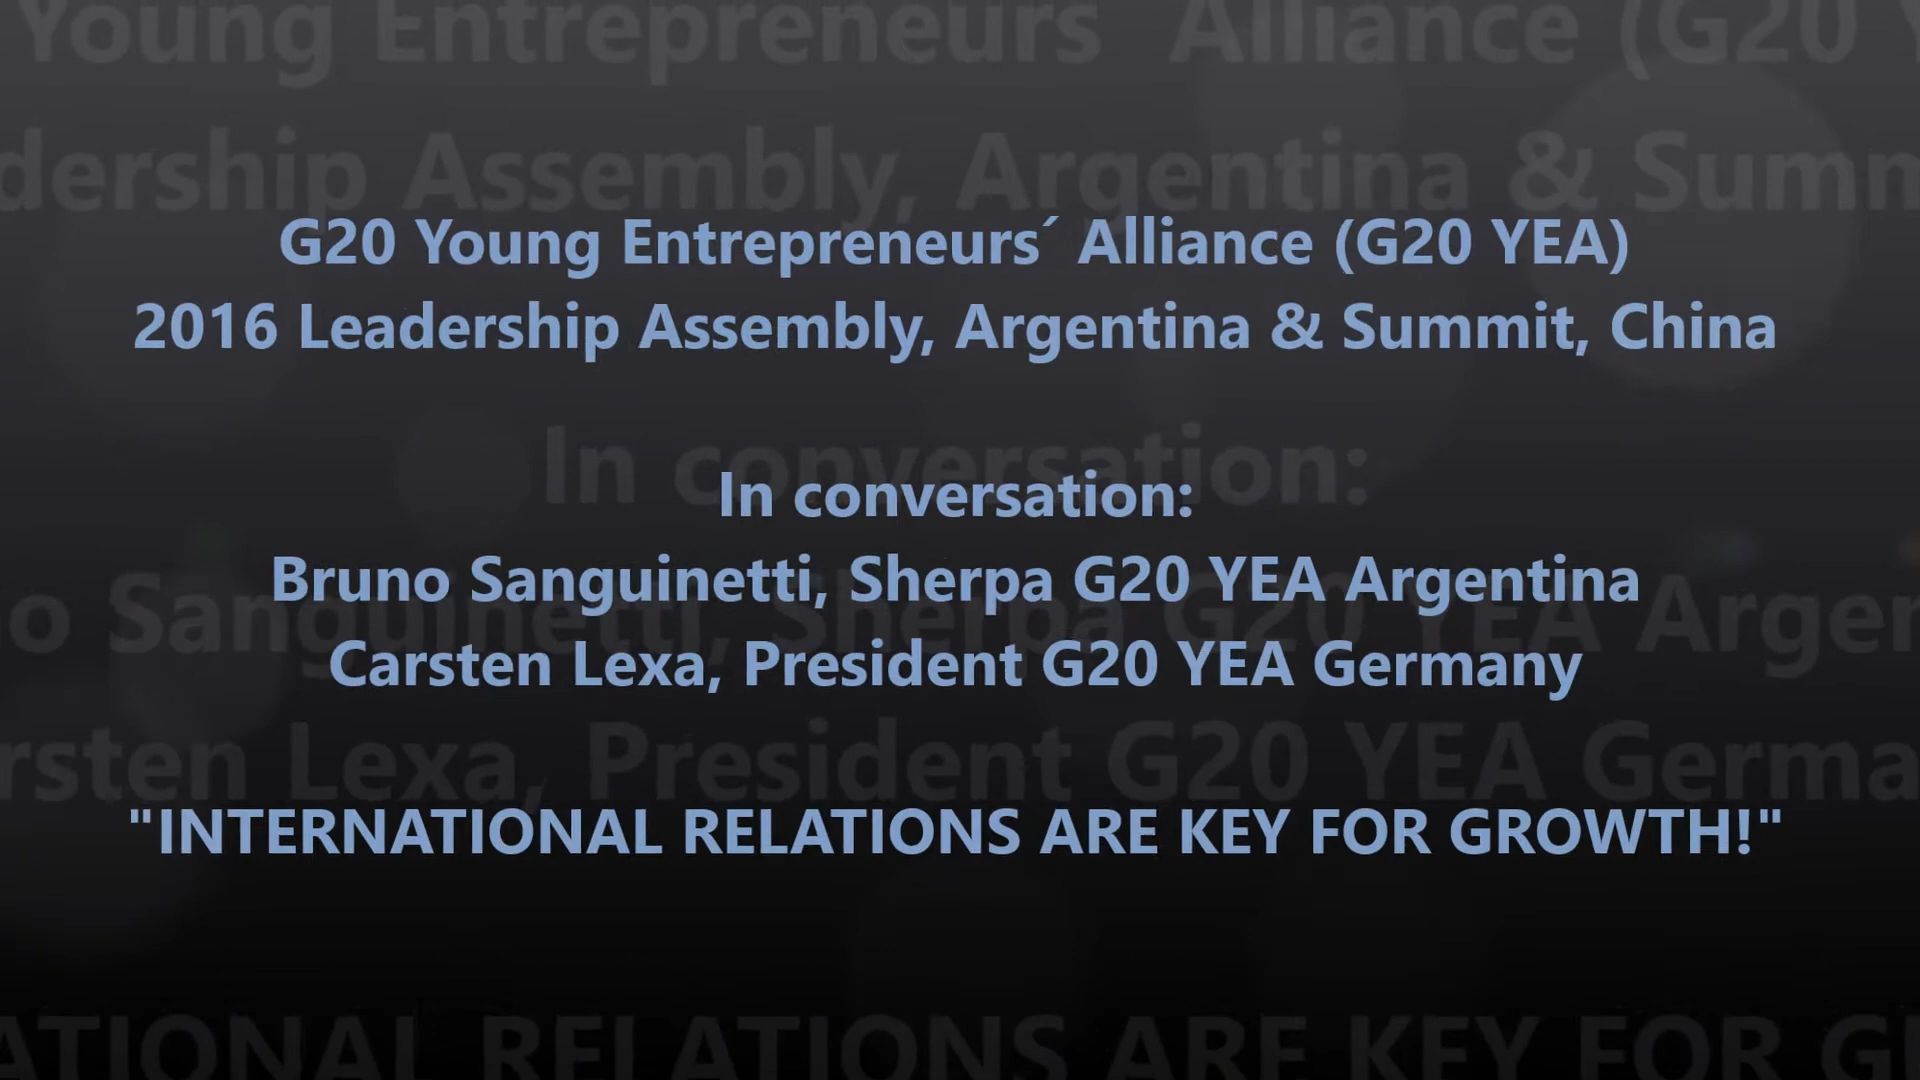 G20 Young Entrepreneurs´ Alliance (G20 YEA)
2016 Leadership Assembly, Argentina & Summit, China
In conversation:
Bruno Sanguinetti, Sherpa G20 YEA Argentina
Carsten Lexa, President G20 YEA Germany
"INTERNATIONAL RELATIONS ARE KEY FOR GROWTH!"